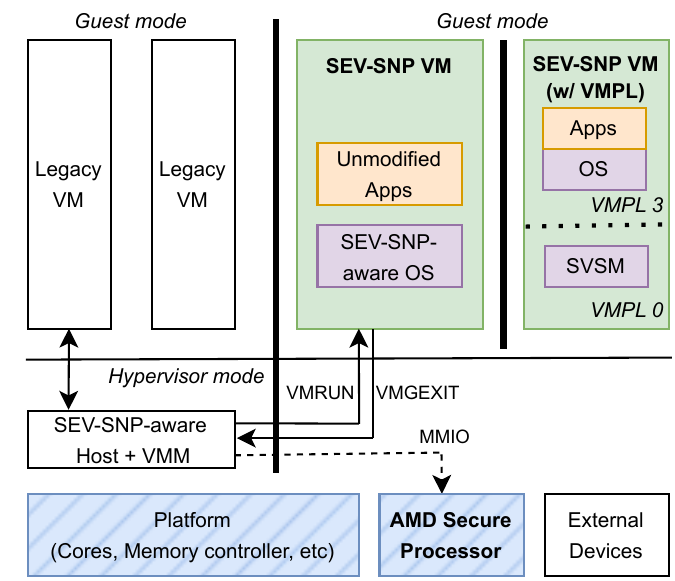 Guest mode
Guest mode
Legacy
VM
Legacy
VM
SEV-SNP VM
Unmodified
Apps
SEV-SNP-
aware OS
SEV-SNP VM
(w/ VMPL)
Apps
OS
VMPL 3
SVSM
VMPL 0
Hypervisor mode
VMRUN
VMGEXIT
SEV-SNP-aware
Host + VMM
MMIO
Platform
(Cores, Memory controller, etc)
AMD Secure
Processor
External
Devices